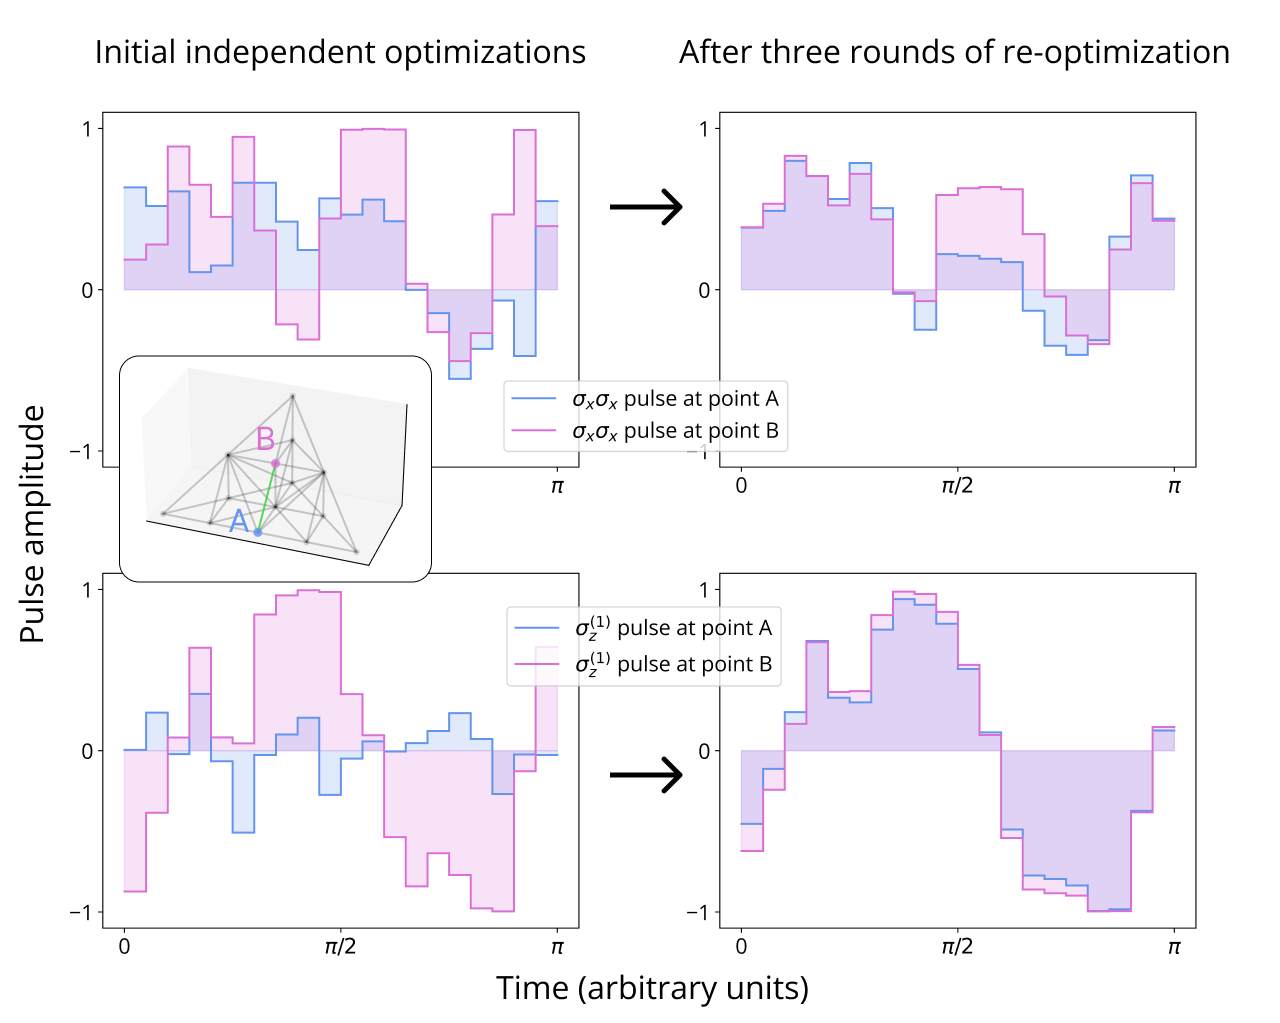 Initial independent optimizations
After three rounds of re-optimization
1
0
−1
π
1
0
−1
0
π/2
π
σxσx pulse at point A
σxσx pulse at point B
B
A
Pulse amplitude
1
0
−1
0
π/2
π
1
0
−1
0
π/2
π
σz(1) pulse at point A
σz(1) pulse at point B
Time (arbitrary units)